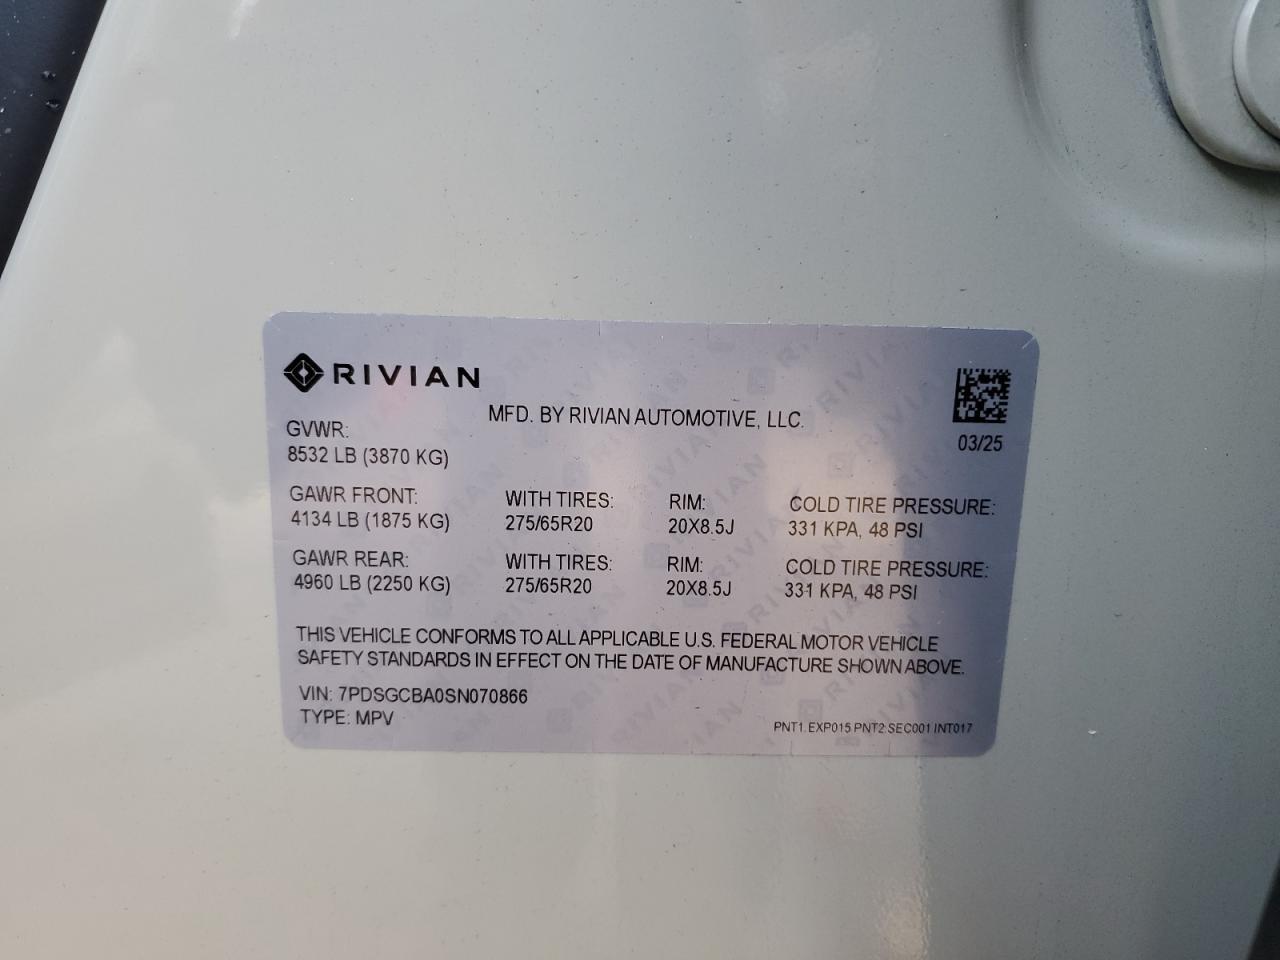 RIVIAN
MFD. BY RIVIAN AUTOMOTIVE, LLC.
03/25
GVWR:
8532 LB (3870 KG)
GAWR FRONT: WITH TIRES: RIM: COLD TIRE PRESSURE:
4134 LB (1875 KG) 275/65R20 20X8.5J 331 KPA, 48 PSI
GAWR REAR: WITH TIRES: RIM: COLD TIRE PRESSURE:
4960 LB (2250 KG) 275/65R20 20X8.5J 331 KPA, 48 PSI
THIS VEHICLE CONFORMS TO ALL APPLICABLE U.S. FEDERAL MOTOR VEHICLE
SAFETY STANDARDS IN EFFECT ON THE DATE OF MANUFACTURE SHOWN ABOVE.
VIN: 7PDSGCBA0SN070866
TYPE: MPV
PNT1: EXP015 PNT2: SEC001 INT017